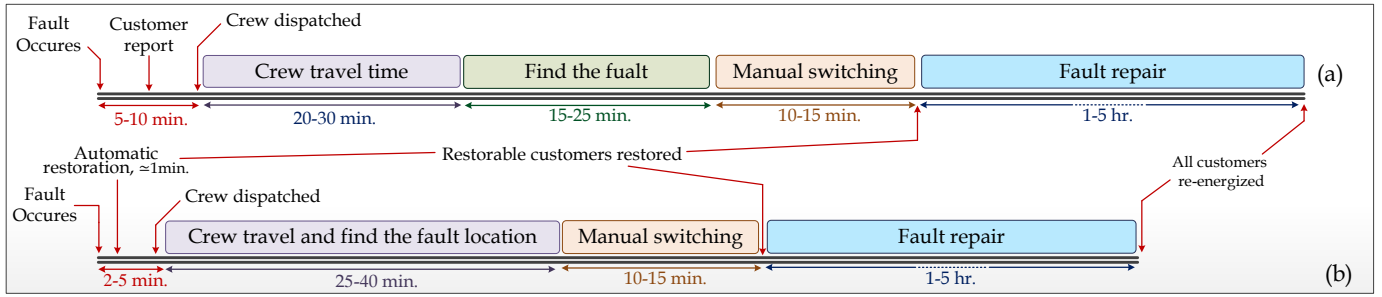 Fault
Occures
Customer
report
Crew dispatched
Crew travel time
Find the fualt
Manual switching
Fault repair
(a)
5-10 min.
20-30 min.
15-25 min.
10-15 min.
1-5 hr.
Automatic
restoration, ≃1min.
Restorable customers restored
All customers
re-energized
Fault
Occures
Crew dispatched
Crew travel and find the fault location
Manual switching
Fault repair
2-5 min.
25-40 min.
10-15 min.
1-5 hr.
(b)